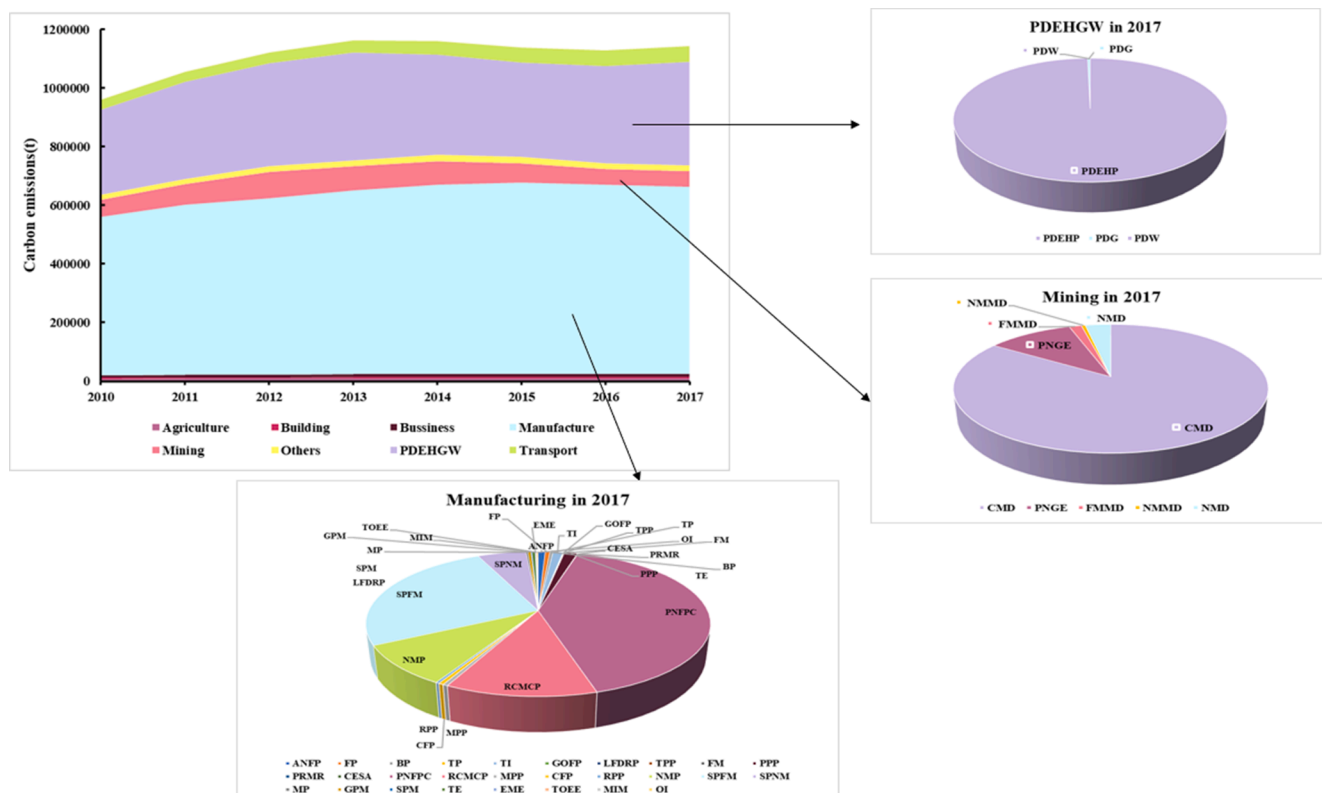 1200000
1000000
800000
600000
400000
200000
0
Carbon emissions(t)
2010 2011 2012 2013 2014 2015 2016 2017
Agriculture Building Bussiness Manufacture
Mining Others PDEHGW Transport
PDEHGW in 2017
PDW PDG
PDEHP
PDEHP PDG PDW
Mining in 2017
NMMD NMD
FMMD
PNGE
CMD
CMD PNGE FMMD NMMD NMD
Manufacturing in 2017
FP EME TI GOFP TPP TP
TOEE OI
GPM MIM ANFP CESA FM
MP PRMR
SPM SPNM PPP BP
LFDRP TE
SPFM
PNFPC
NMP
RCMCP
RPP MPP
CFP
ANFP FP BP TP TI GOFP LFDRP TPP FM PPP
PRMR CESA PNFPC RCMCP MPP CFP RPP NMP SPFM SPNM
MP GPM SPM TE EME TOEE MIM OI